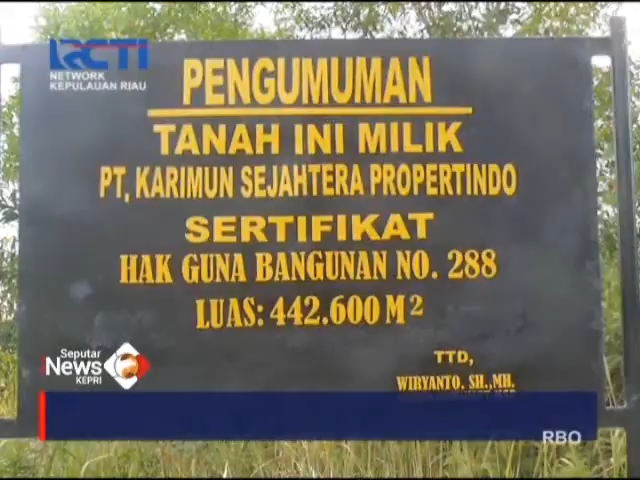 RCTI
NETWORK
KEPULAUAN RIAU
PENGUMUMAN
TANAH INI MILIK
PT, KARIMUN SEJAHTERA PROPERTINDO
SERTIFIKAT
HAK GUNA BANGUNAN NO. 288
LUAS: 442.600 M²
Seputar
News
KEPRI
TTD,
WIRYANTO, SH.,MH.
RBO